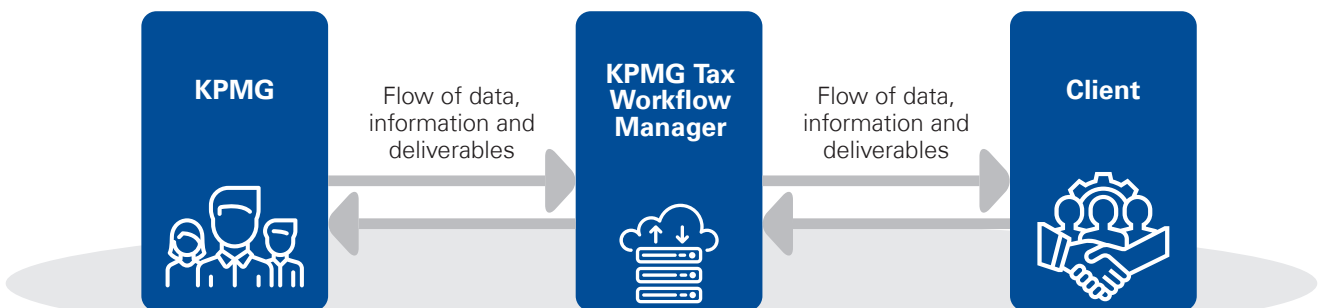 KPMG
Flow of data,
information and
deliverables
KPMG Tax
Workflow
Manager
Flow of data,
information and
deliverables
Client